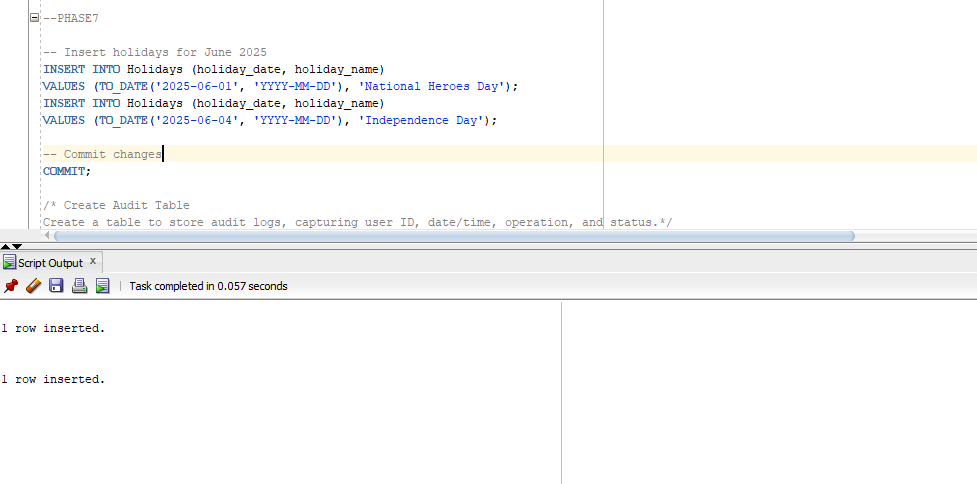 --PHASE7
-- Insert holidays for June 2025
INSERT INTO Holidays (holiday_date, holiday_name)
VALUES (TO_DATE('2025-06-01', 'YYYY-MM-DD'), 'National Heroes Day');
INSERT INTO Holidays (holiday_date, holiday_name)
VALUES (TO_DATE('2025-06-04', 'YYYY-MM-DD'), 'Independence Day');
-- Commit changes
COMMIT;
/* Create Audit Table
Create a table to store audit logs, capturing user ID, date/time, operation, and status.*/
Script Output x
Task completed in 0.057 seconds
1 row inserted.
1 row inserted.